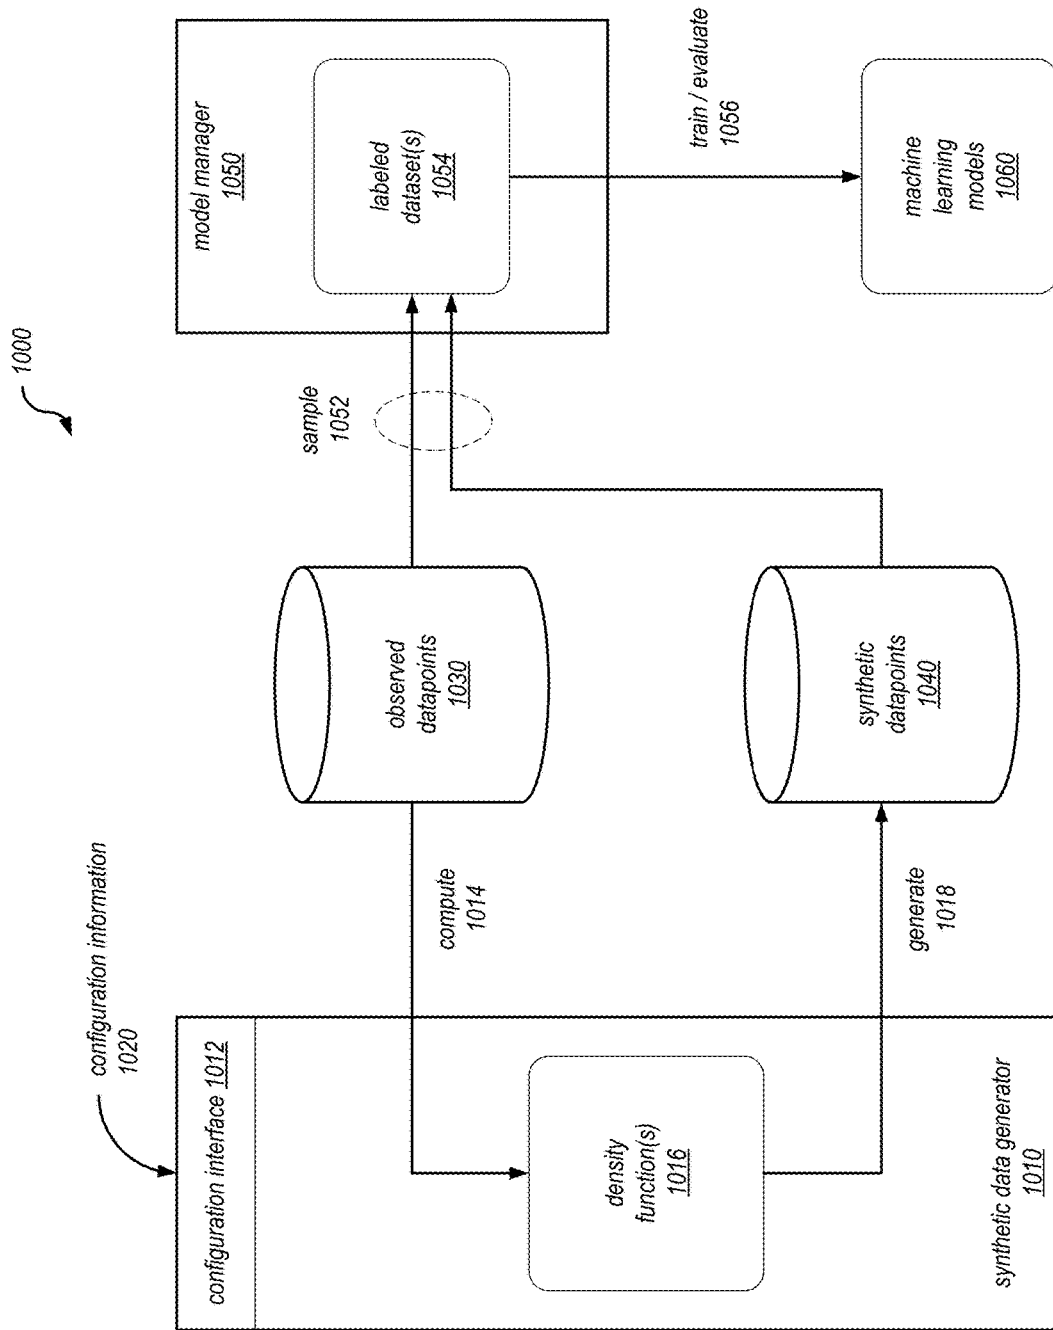 1000
configuration information
1020
configuration interface 1012
compute
1014
density
function(s)
1016
generate
1018
synthetic data generator
1010
observed
datapoints
1030
synthetic
datapoints
1040
sample
1052
model manager
1050
labeled
dataset(s)
1054
train / evaluate
1056
machine
learning
models
1060